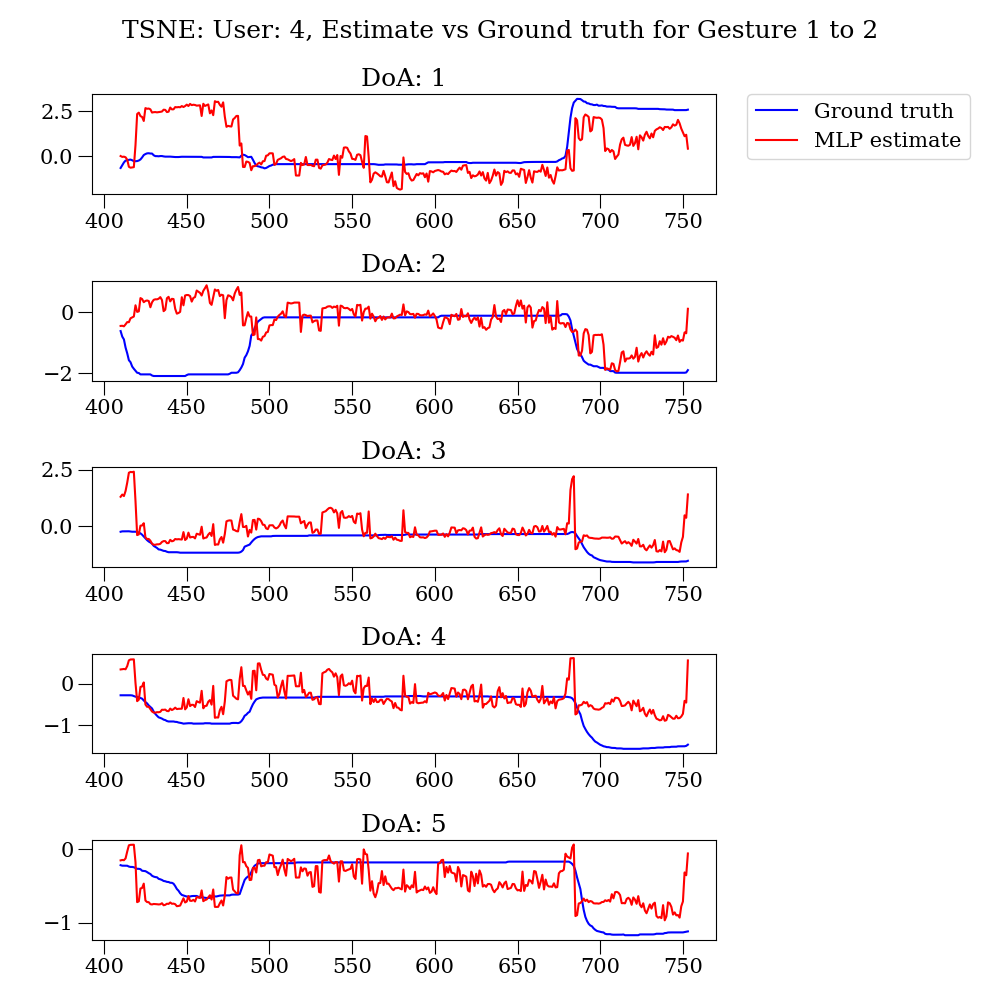 TSNE: User: 4, Estimate vs Ground truth for Gesture 1 to 2
DoA: 1
2.5
0.0
400 450 500 550 600 650 700 750
Ground truth
MLP estimate
DoA: 2
0
−2
400 450 500 550 600 650 700 750
DoA: 3
2.5
0.0
400 450 500 550 600 650 700 750
DoA: 4
0
−1
400 450 500 550 600 650 700 750
DoA: 5
0
−1
400 450 500 550 600 650 700 750